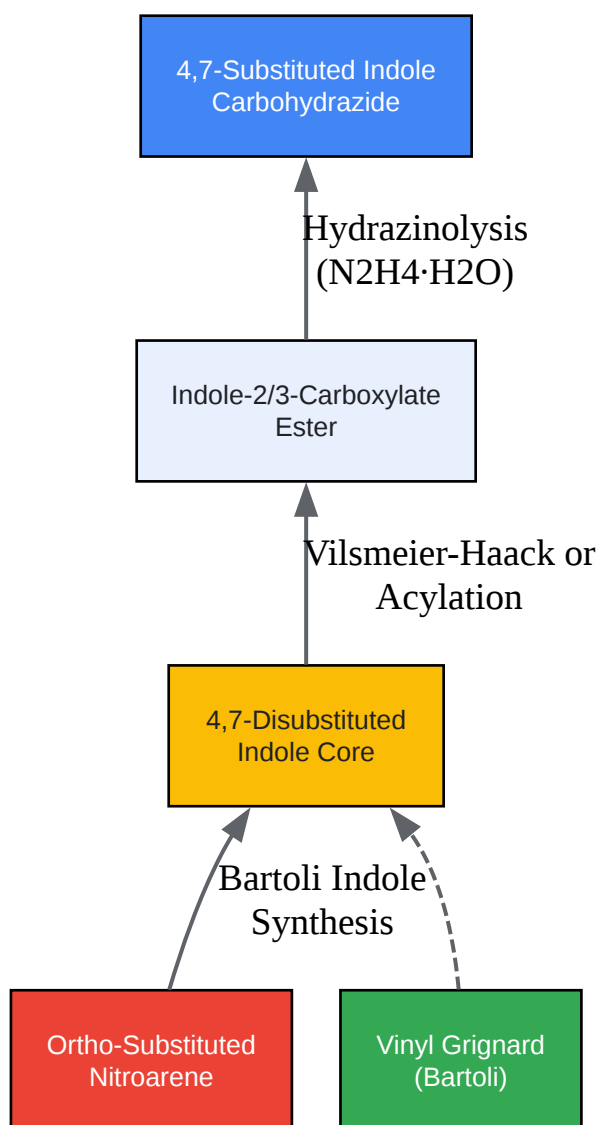 4,7-Substituted Indole
Carbohydrazide
Hydrazinolysis
(N2H4·H2O)
Indole-2/3-Carboxylate
Ester
Vilsmeier-Haack or
Acylation
4,7-Disubstituted
Indole Core
Bartoli Indole
Synthesis
Ortho-Substituted
Nitroarene
Vinyl Grignard
(Bartoli)